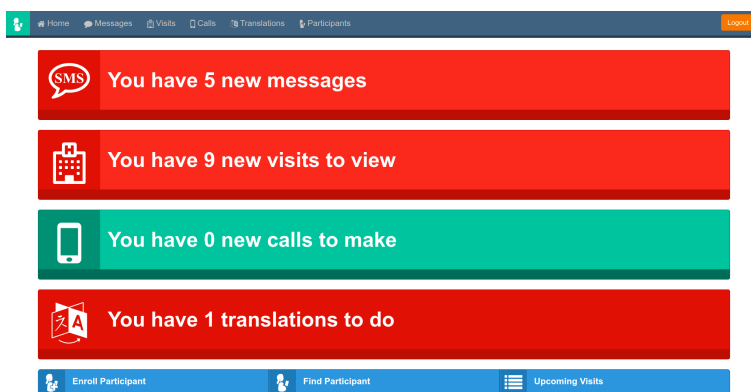 Home Messages Visits Calls Translations Participants Logout
SMS You have 5 new messages
H You have 9 new visits to view
You have 0 new calls to make
A You have 1 translations to do
Enroll Participant Find Participant Upcoming Visits